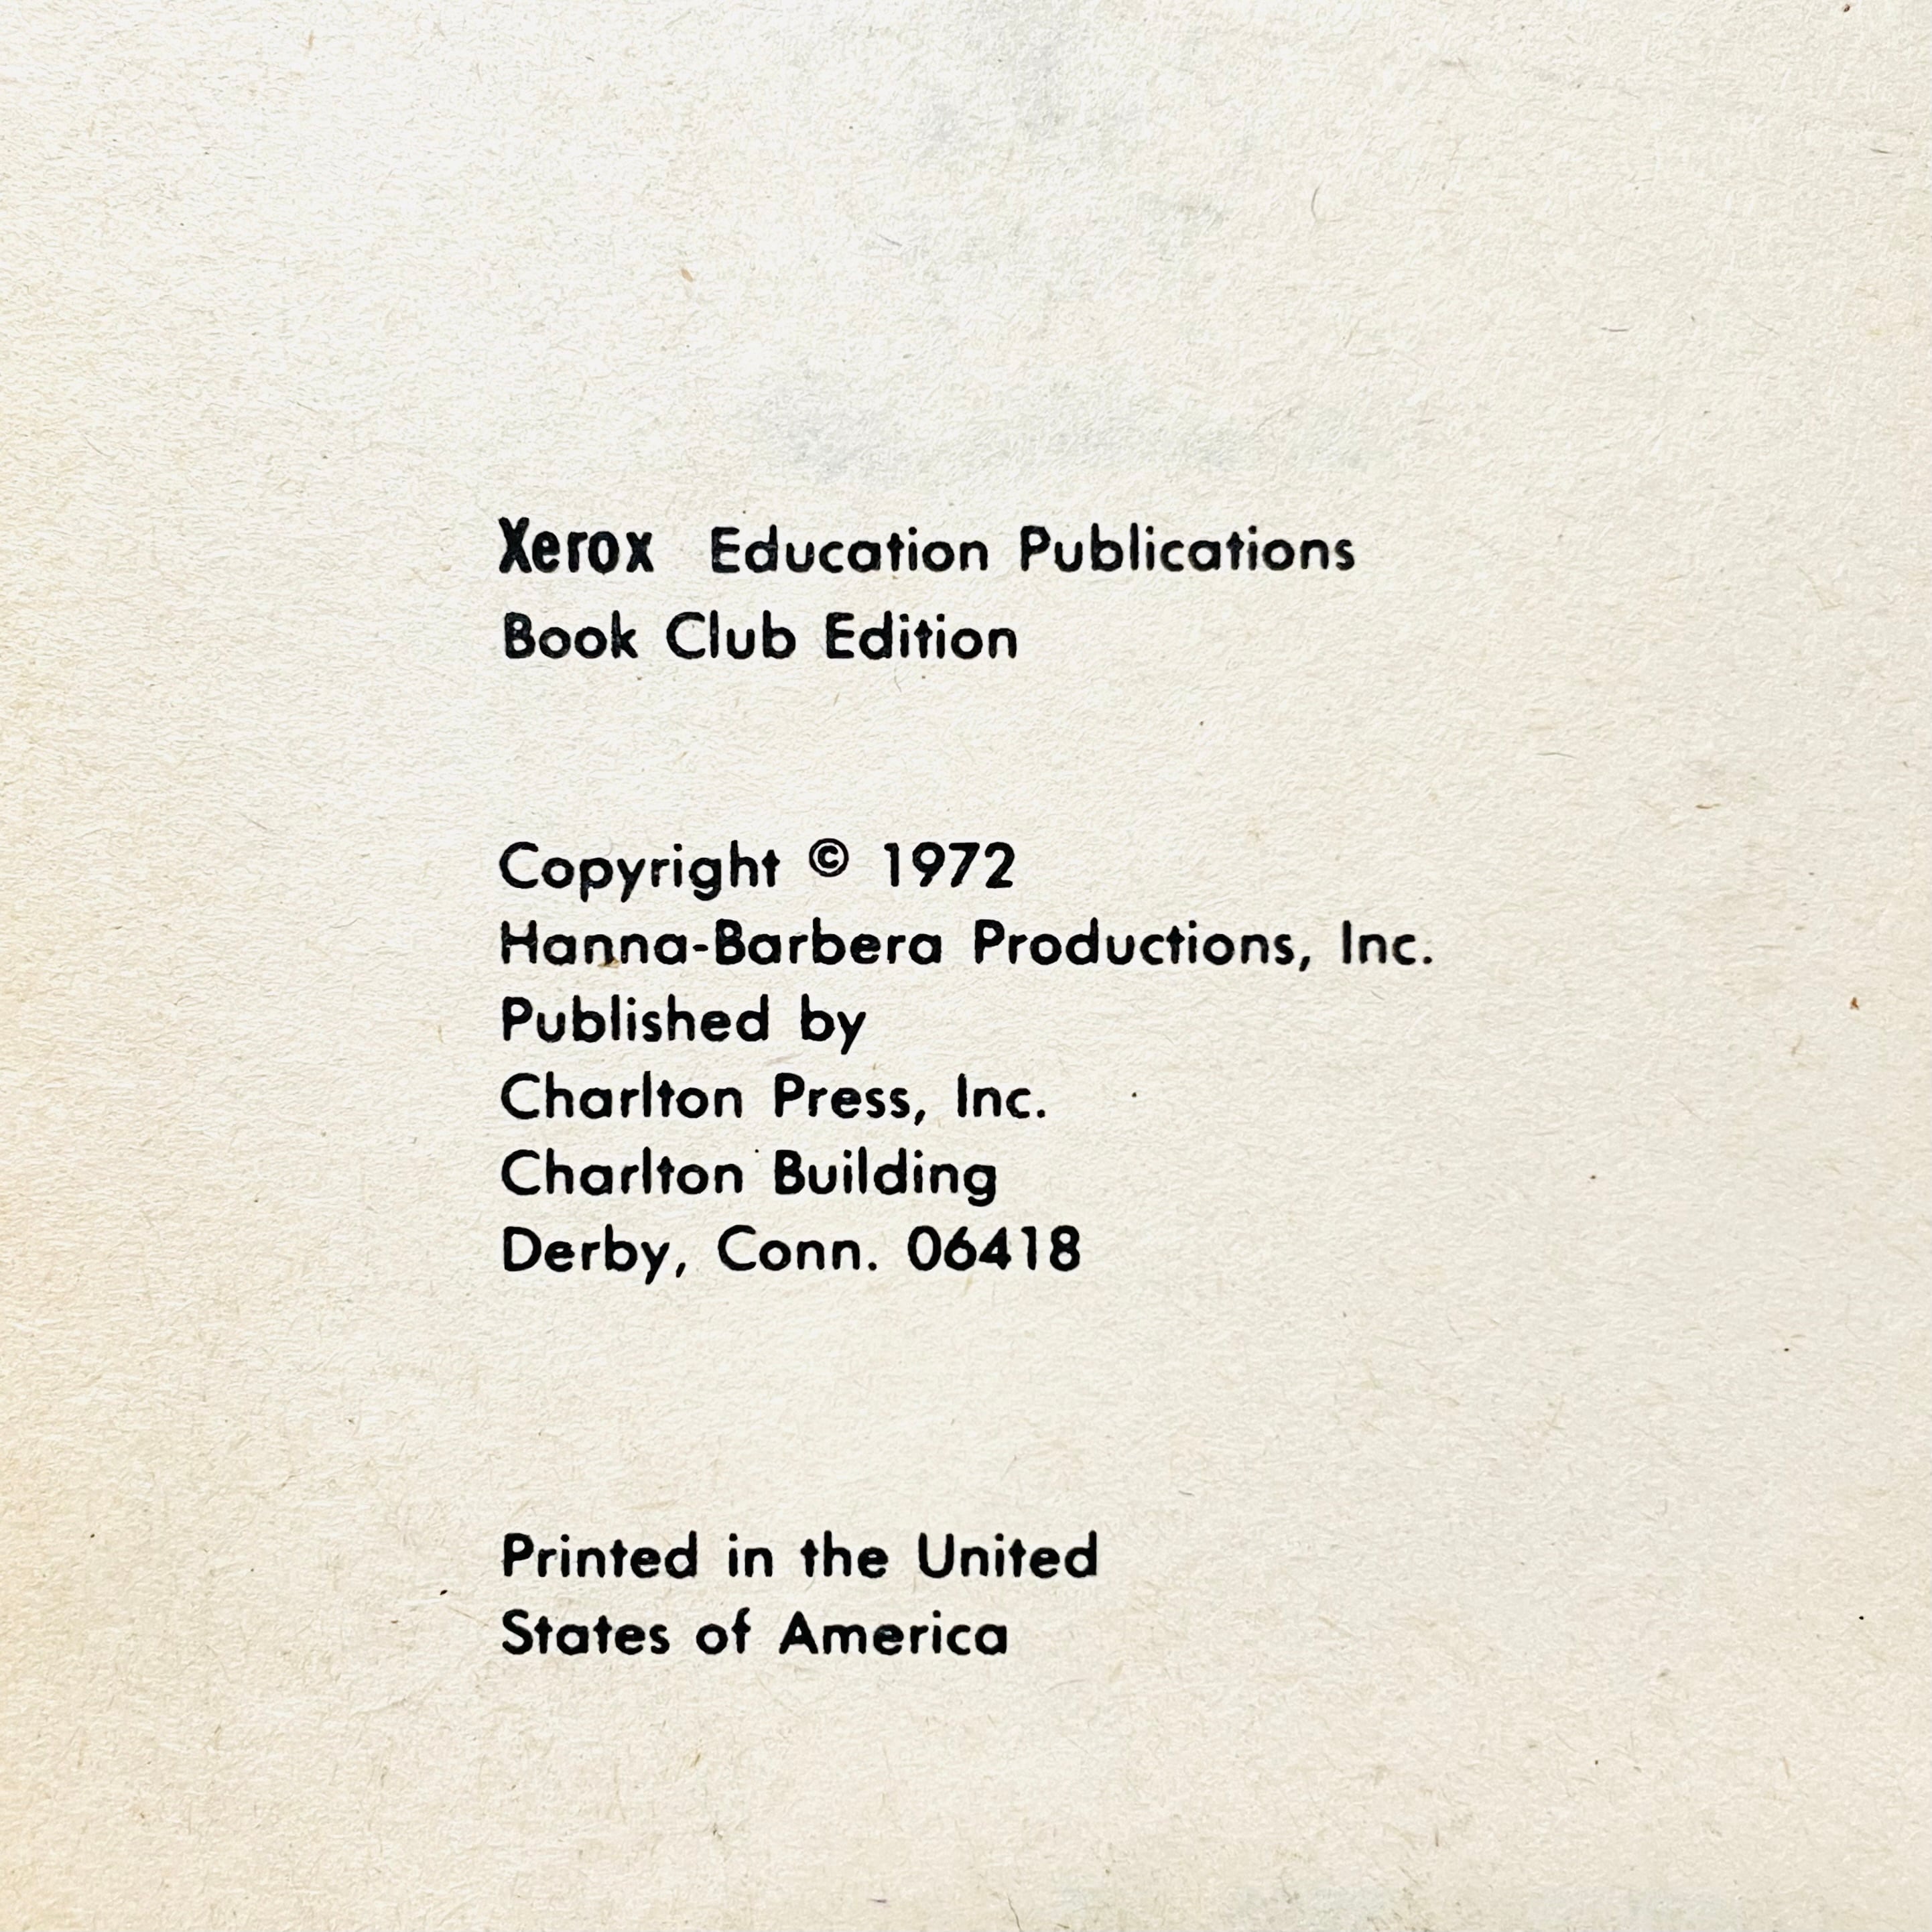 Xerox Education Publications
Book Club Edition
Copyright © 1972
Hanna-Barbera Productions, Inc.
Published by
Charlton Press, Inc.
Charlton Building
Derby, Conn. 06418
Printed in the United
States of America